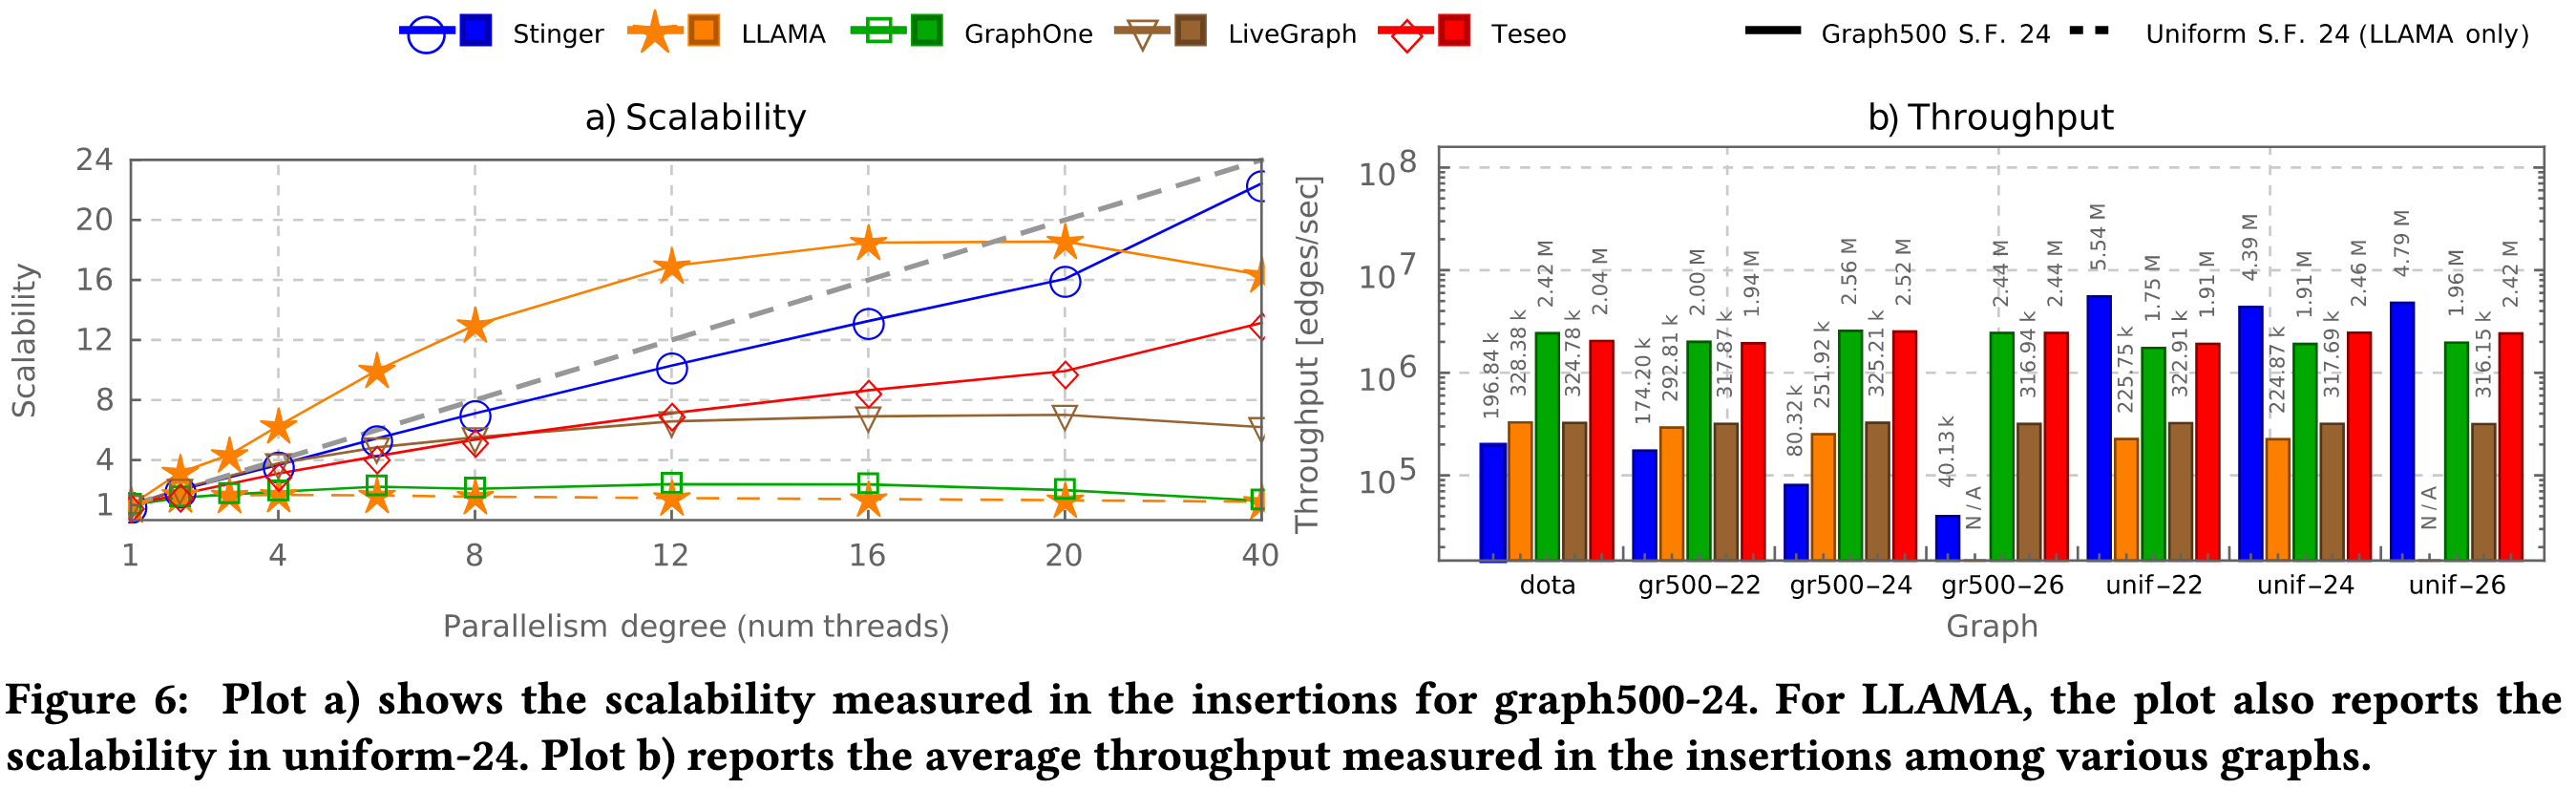 Stinger LLAMA GraphOne LiveGraph Teseo Graph500 S.F. 24 Uniform S.F. 24 (LLAMA only)
a) Scalability
24
20
16
12
8
4
1
Scalability
1 4 8 12 16 20 40
Parallelism degree (num threads)
b) Throughput
10^8
10^7
10^6
10^5
Throughput [edges/sec]
196.84 k
328.38 k
2.42 M
324.78 k
2.04 M
174.20 k
292.81 k
2.00 M
317.87 k
1.94 M
80.32 k
251.92 k
2.56 M
325.21 k
2.52 M
40.13 k
N / A
2.44 M
316.94 k
2.44 M
5.54 M
225.75 k
1.75 M
322.91 k
1.91 M
4.39 M
224.87 k
1.91 M
317.69 k
2.46 M
4.79 M
N / A
1.96 M
316.15 k
2.42 M
dota gr500-22 gr500-24 gr500-26 unif-22 unif-24 unif-26
Graph
Figure 6: Plot a) shows the scalability measured in the insertions for graph500-24. For LLAMA, the plot also reports the
scalability in uniform-24. Plot b) reports the average throughput measured in the insertions among various graphs.